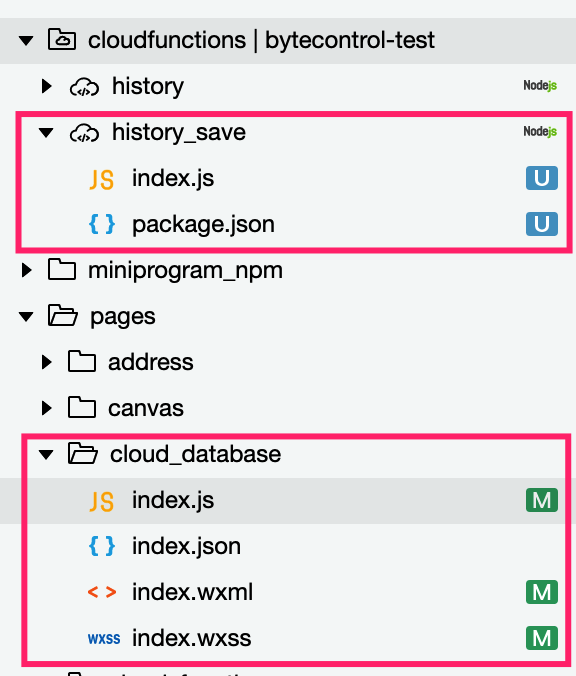 cloudfunctions | bytecontrol-test
history Nodejs
history_save Nodejs
JS index.js U
{ } package.json U
miniprogram_npm
pages
address
canvas
cloud_database
JS index.js M
{ } index.json
< > index.wxml M
wxss index.wxss M